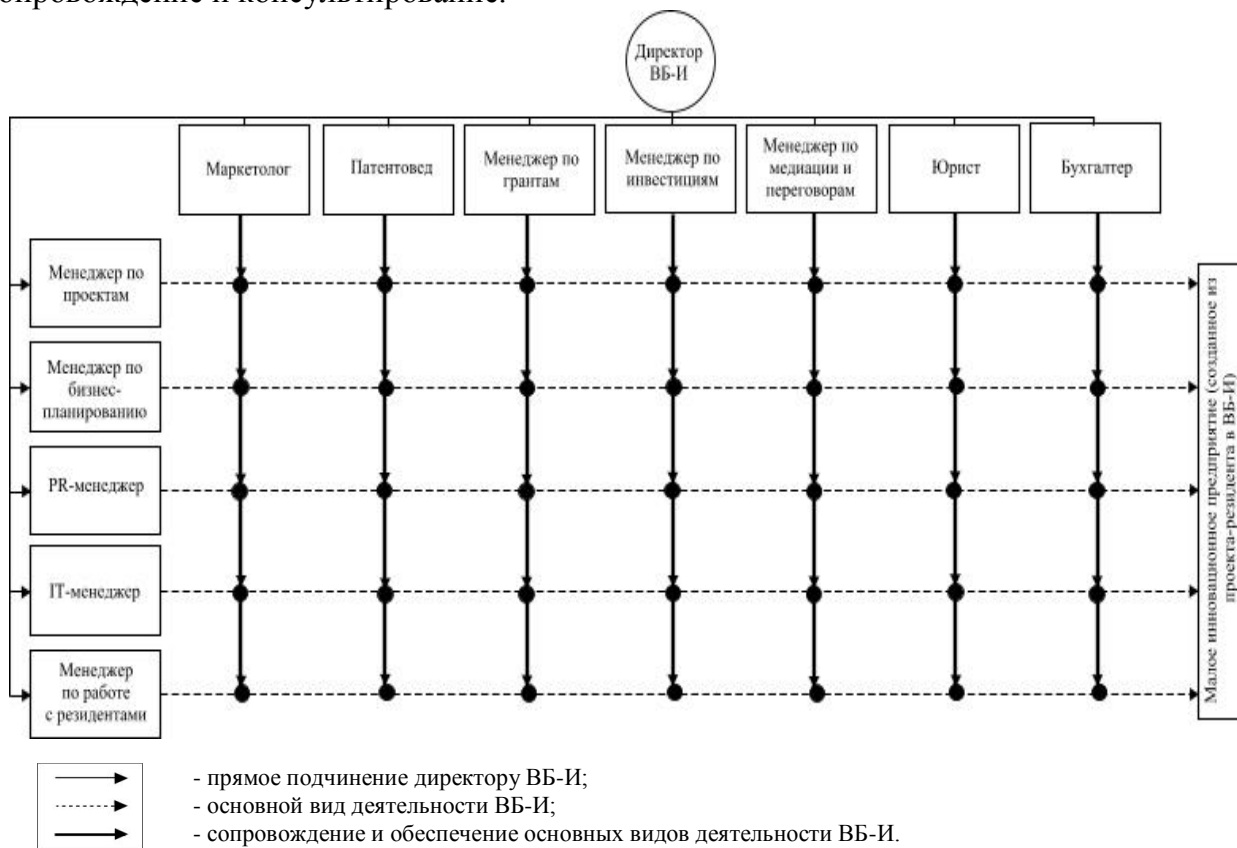 опровождение и консультирование.
Директор
ВБ-И
Маркетолог
Патентовед
Менеджер по
грантам
Менеджер по
инвестициям
Менеджер по
медиации и
переговорам
Юрист
Бухгалтер
Менеджер по
проектам
Менеджер по
бизнес-
планированию
PR-менеджер
IT-менеджер
Менеджер
по работе
с резидентами
Малое инновационное предприятие (созданное из
проекта-резидента в ВБ-И)
- прямое подчинение директору ВБ-И;
- основной вид деятельности ВБ-И;
- сопровождение и обеспечение основных видов деятельности ВБ-И.